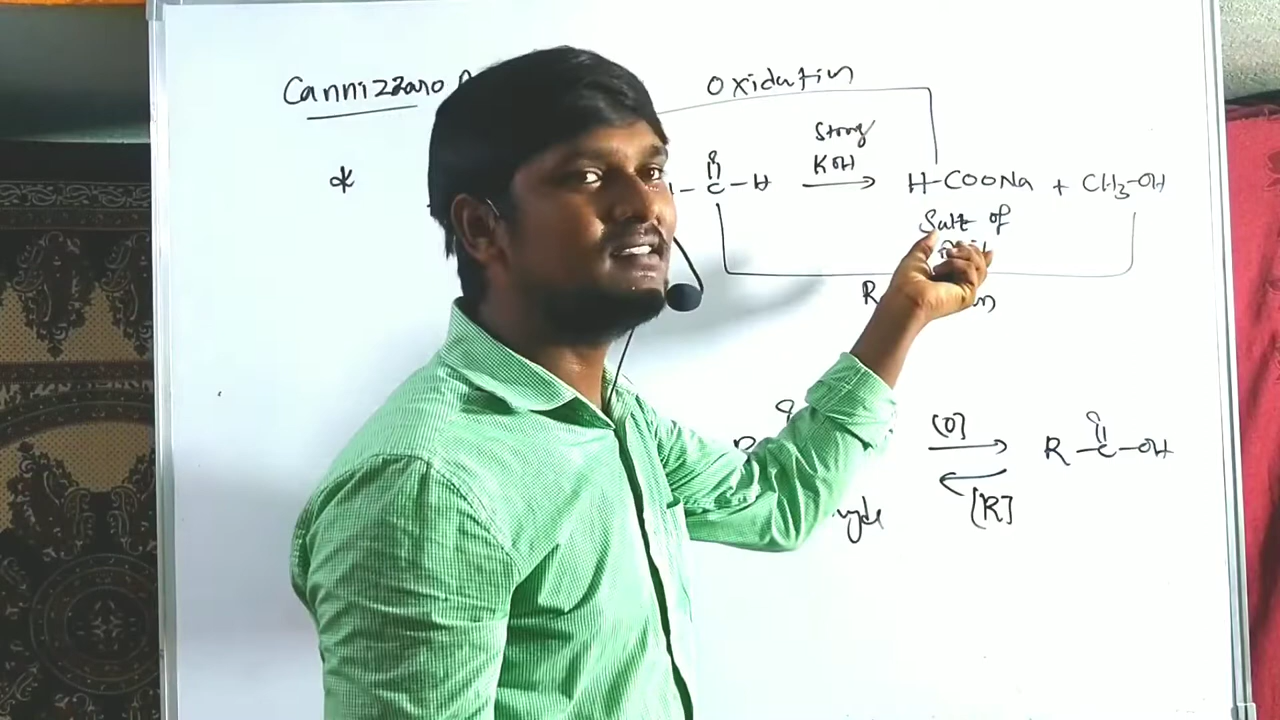 Cannizzaro
Oxidation
*
O
- C - H
Strong
KOH
H-COONa + CH3-OH
Salt of
[O]
R - C - OH
O
[R]